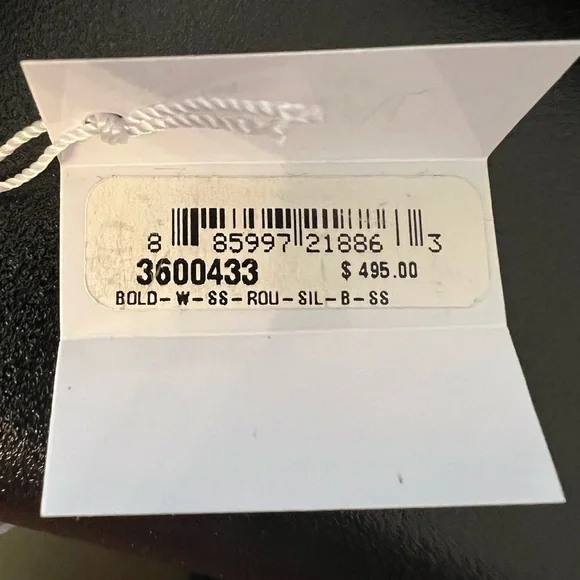 8 85997 21886 3
3600433 $ 495.00
BOLD-W-SS-ROU-SIL-B-SS